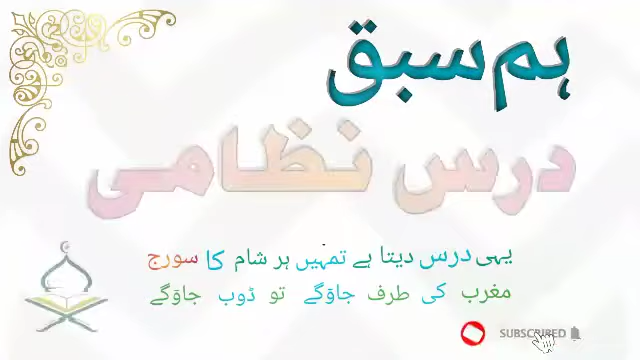 ہم سبق
درس نظامی
یہی درس دیتا ہے تمہیں ہر شام کا سورج
مغرب کی طرف جاؤگے تو ڈوب جاؤگے
SUBSCRIBED